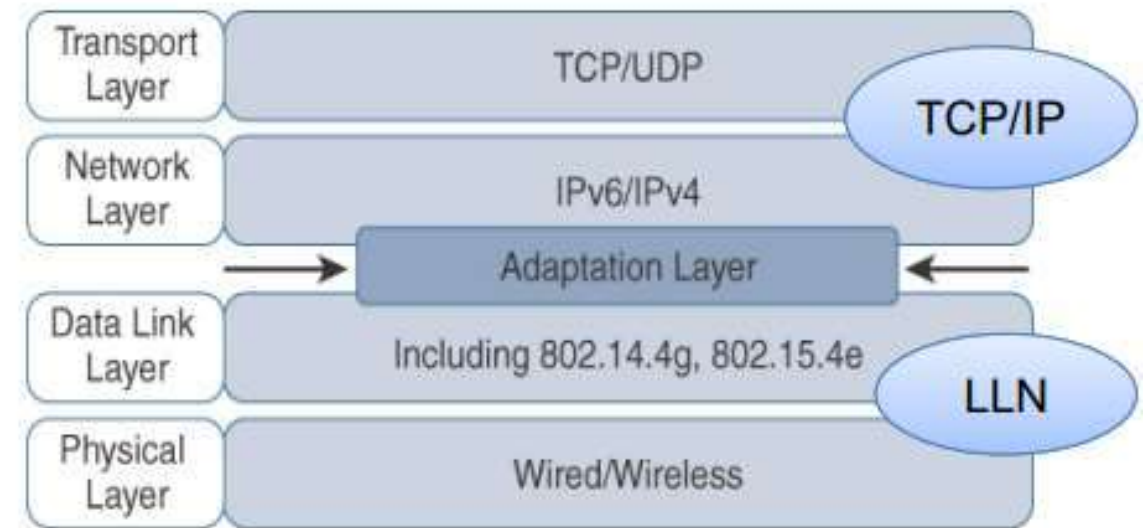 Transport
Layer
TCP/UDP
TCP/IP
Network
Layer
IPv6/IPv4
Adaptation Layer
Data Link
Layer
Including 802.14.4g, 802.15.4e
LLN
Physical
Layer
Wired/Wireless